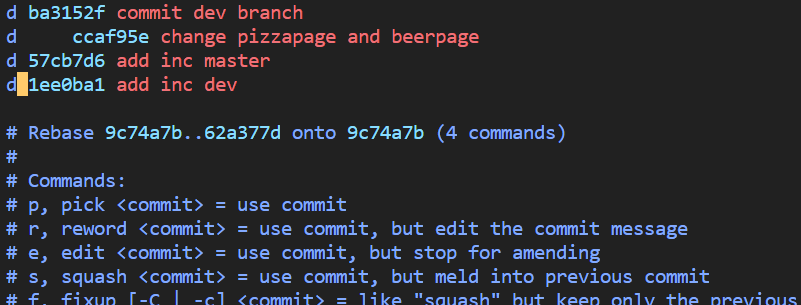 d ba3152f commit dev branch
d     ccaf95e change pizzapage and beerpage
d 57cb7d6 add inc master
d 1ee0ba1 add inc dev
# Rebase 9c74a7b..62a377d onto 9c74a7b (4 commands)
#
# Commands:
# p, pick <commit> = use commit
# r, reword <commit> = use commit, but edit the commit message
# e, edit <commit> = use commit, but stop for amending
# s, squash <commit> = use commit, but meld into previous commit
# f, fixup [-C | -c] <commit> = like "squash" but keep only the previous